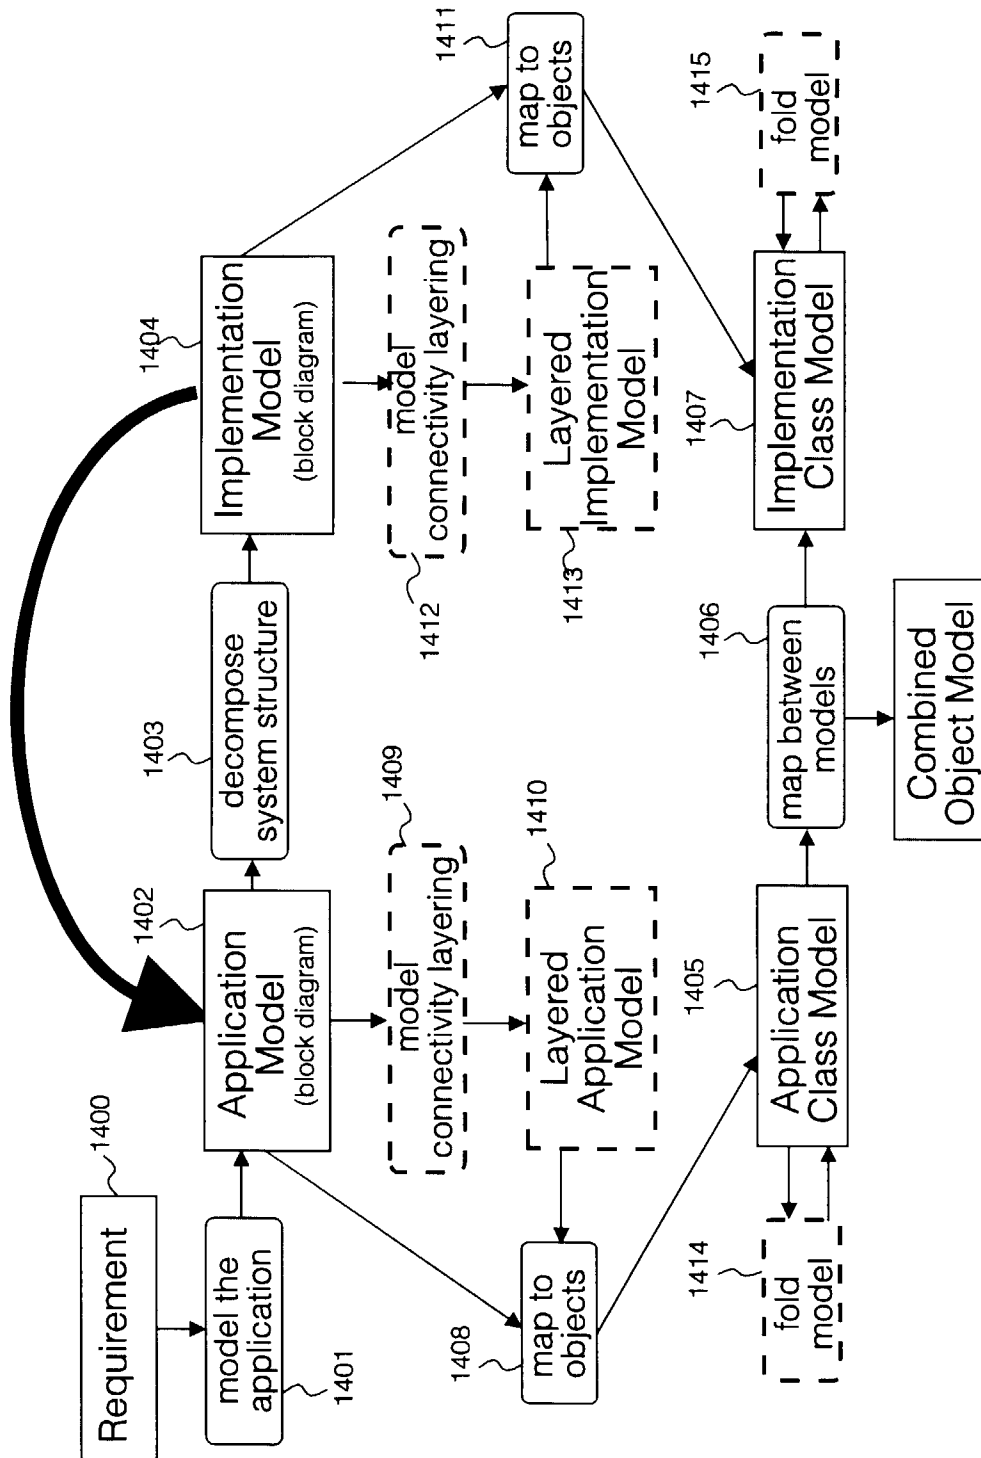 1400
Requirement
model the
application
1401
1402
Application
Model
(block diagram)
1403
decompose
system structure
1404
Implementation
Model
(block diagram)
1409
model
connectivity layering
1410
Layered
Application
Model
1412
model
connectivity layering
1413
Layered
Implementation
Model
1408
map to
objects
1411
map to
objects
1414
fold
model
1405
Application
Class Model
1406
map between
models
1407
Implementation
Class Model
1415
fold
model
Combined
Object Model